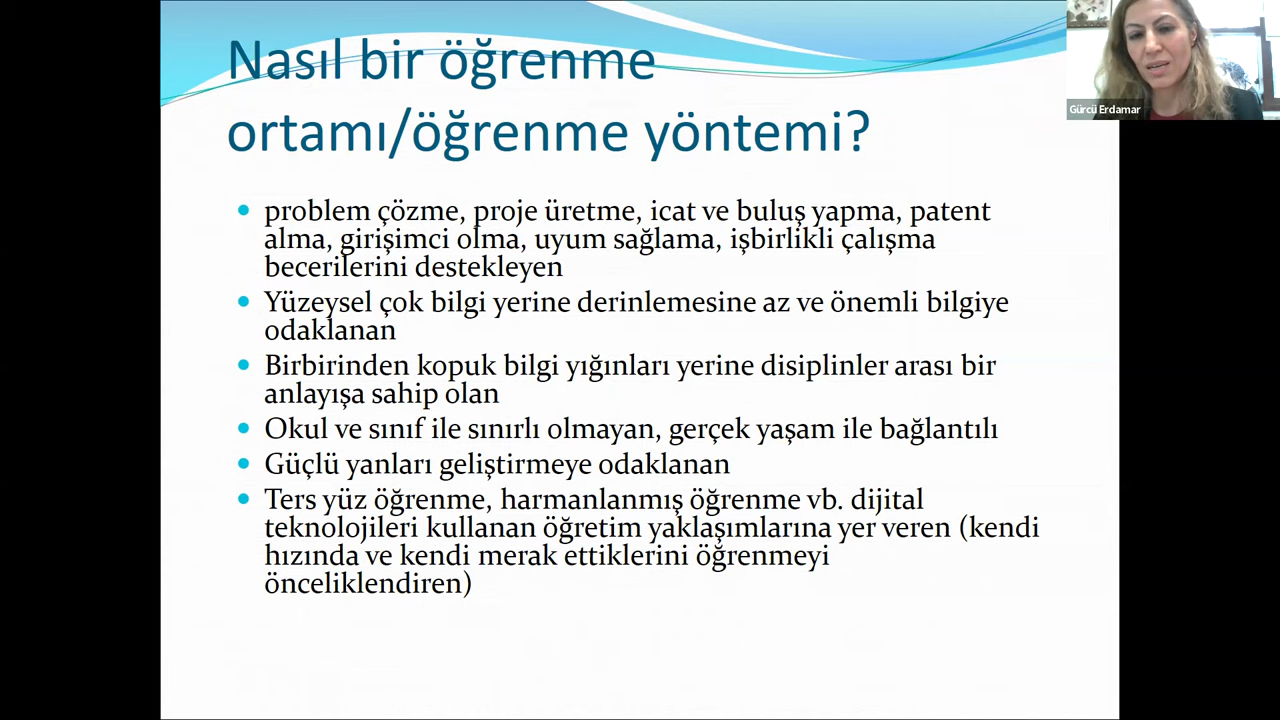 Nasıl bir öğrenme
ortamı/öğrenme yöntemi?
Gürcü Erdamar
problem çözme, proje üretme, icat ve buluş yapma, patent
alma, girişimci olma, uyum sağlama, işbirlikli çalışma
becerilerini destekleyen
Yüzeysel çok bilgi yerine derinlemesine az ve önemli bilgiye
odaklanan
Birbirinden kopuk bilgi yığınları yerine disiplinler arası bir
anlayışa sahip olan
Okul ve sınıf ile sınırlı olmayan, gerçek yaşam ile bağlantılı
Güçlü yanları geliştirmeye odaklanan
Ters yüz öğrenme, harmanlanmış öğrenme vb. dijital
teknolojileri kullanan öğretim yaklaşımlarına yer veren (kendi
hızında ve kendi merak ettiklerini öğrenmeyi
önceliklendiren)